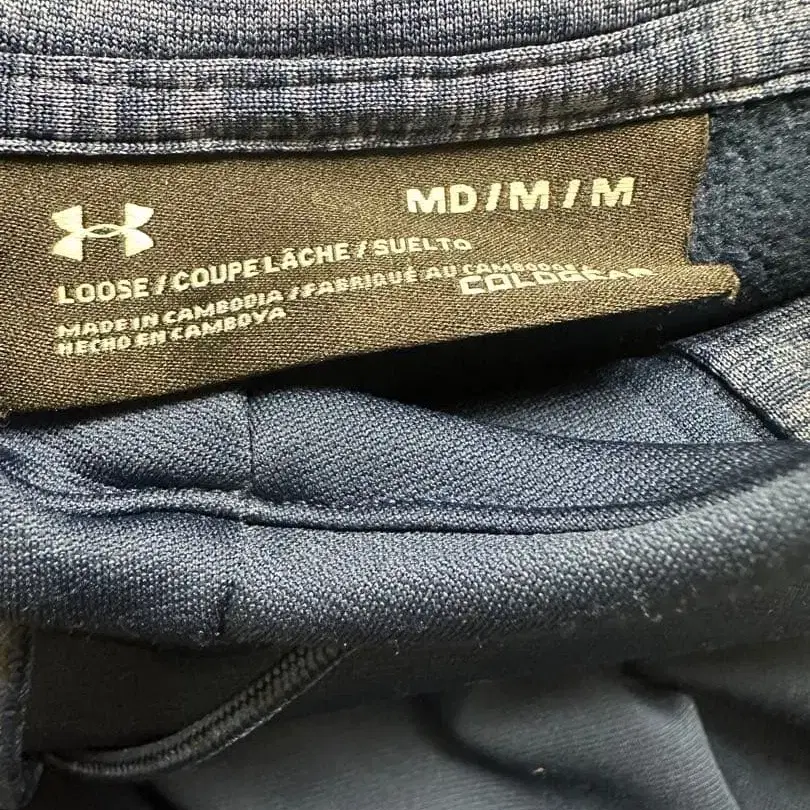 MD/M/M
LOOSE/COUPE LÂCHE/SUELTO
MADE IN CAMBODIA/FABRIQUÉ AU CAMBODGE
HECHO EN CAMBOYA
COLDGEAR